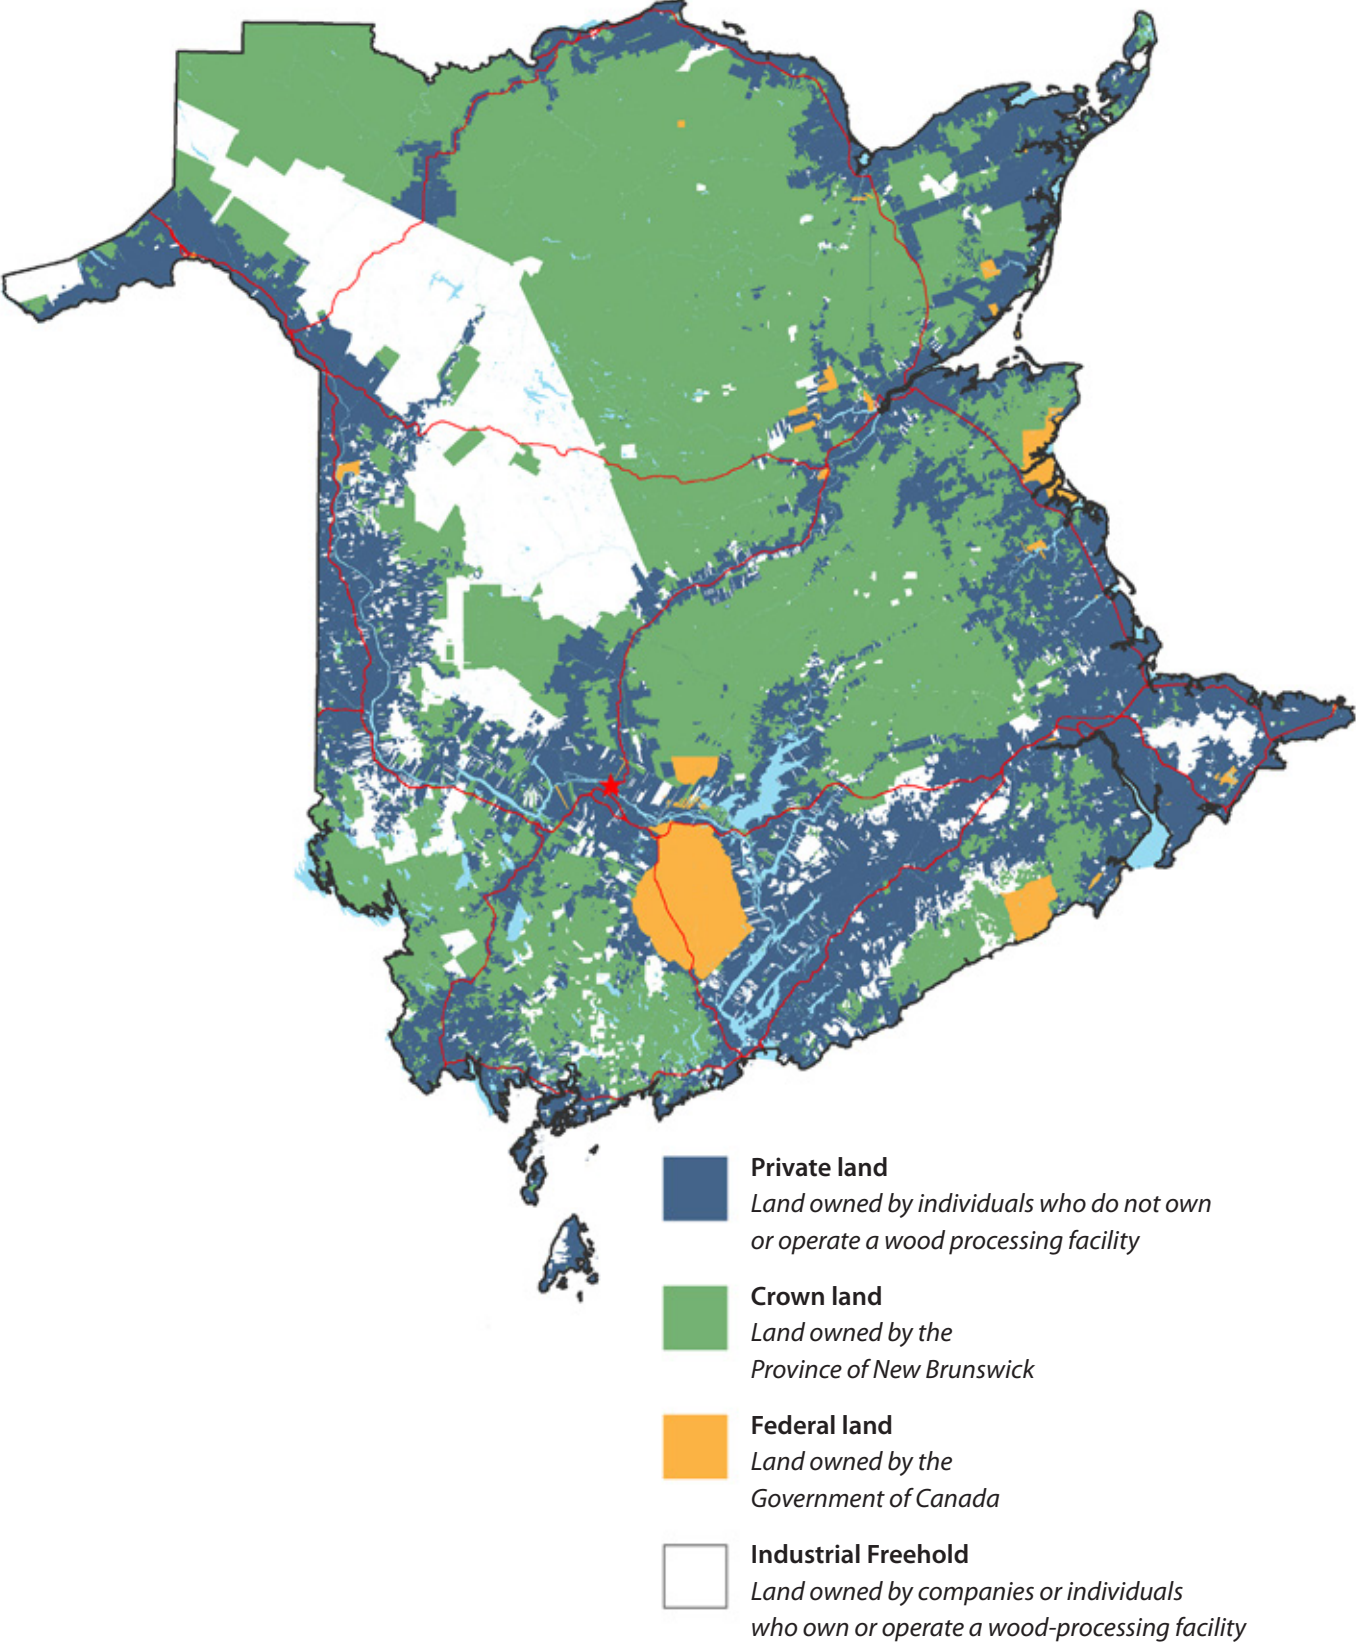 Private land
Land owned by individuals who do not own
or operate a wood processing facility
Crown land
Land owned by the
Province of New Brunswick
Federal land
Land owned by the
Government of Canada
Industrial Freehold
Land owned by companies or individuals
who own or operate a wood-processing facility